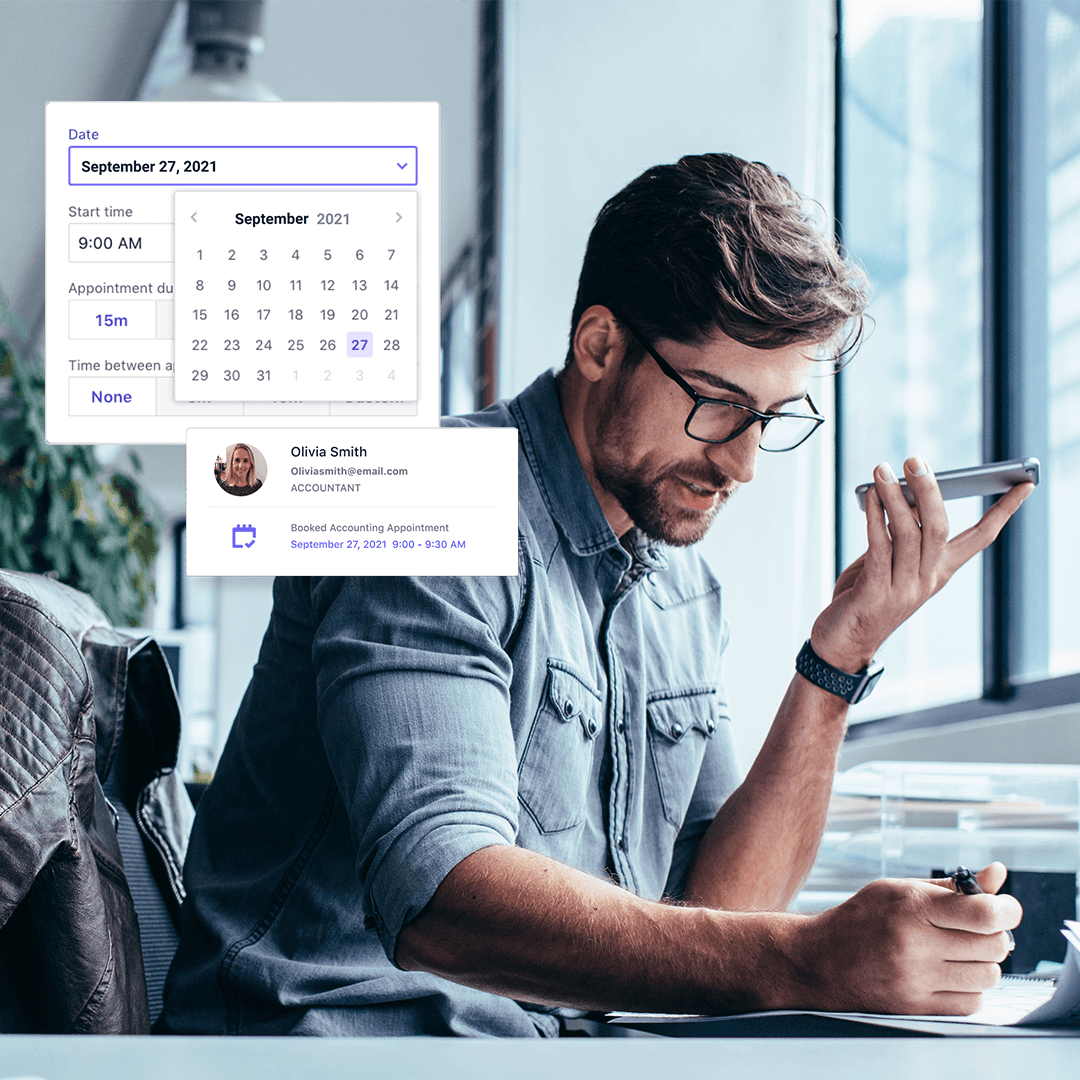 Date
September 27, 2021
Start time
9:00 AM
Appointment du
15m
Time between a
None
September 2021
1 2 3 4 5 6 7
8 9 10 11 12 13 14
15 16 17 18 19 20 21
22 23 24 25 26 27 28
29 30 31 1 2 3 4
Olivia Smith
Oliviasmith@email.com
ACCOUNTANT
Booked Accounting Appointment
September 27, 2021 9:00 - 9:30 AM